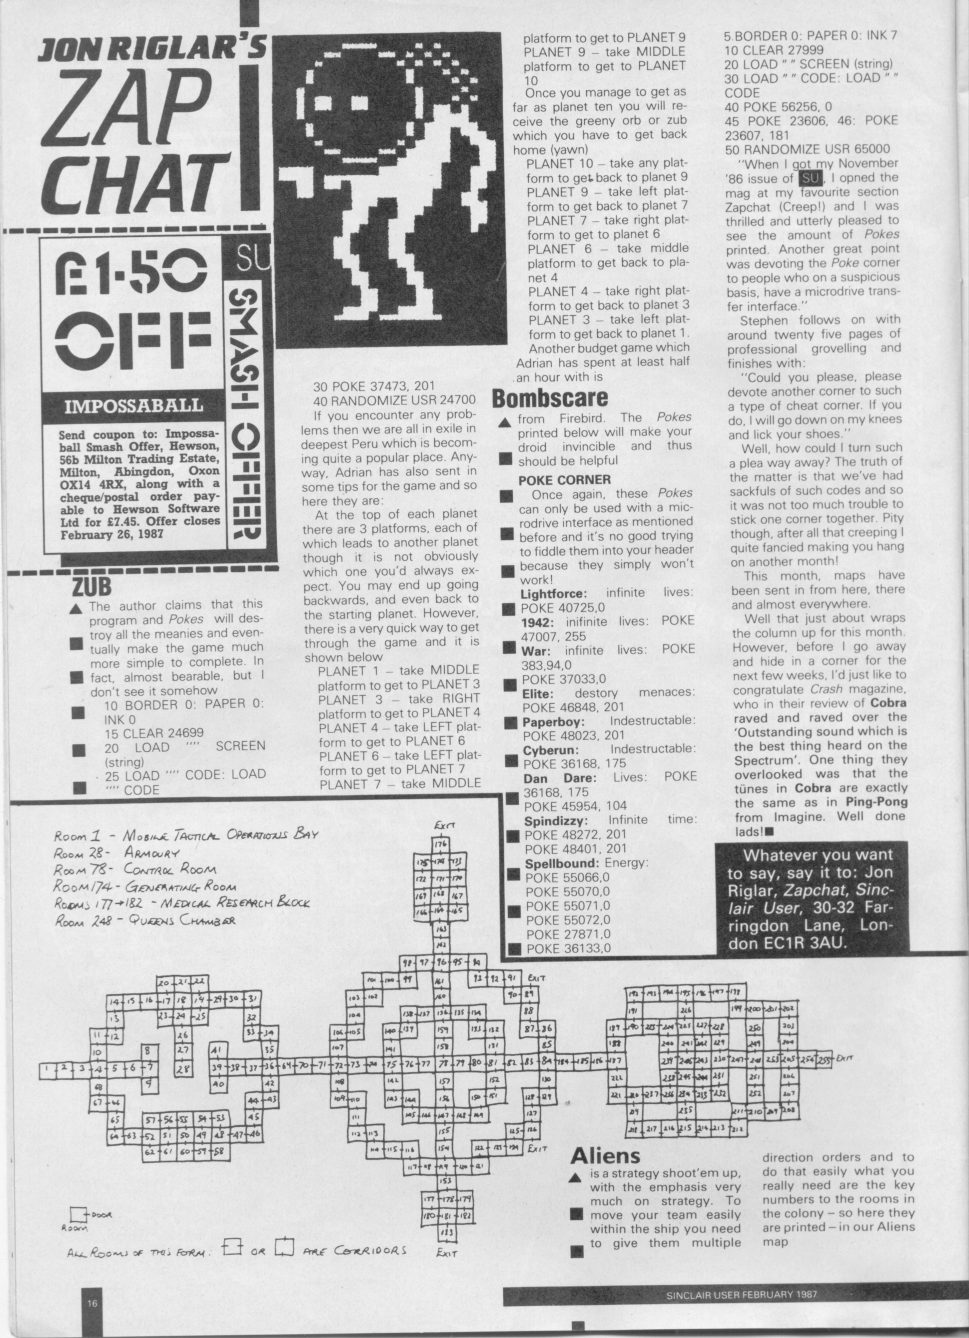 JON RIGLAR'S
ZAP
CHAT
£1·50
OFF
SU
SMASH OFFER
IMPOSSABALL
Send coupon to: Impossa-
ball Smash Offer, Hewson,
56b Milton Trading Estate,
Milton, Abingdon, Oxon
OX14 4RX, along with a
cheque/postal order pay-
able to Hewson Software
Ltd for £7.45. Offer closes
February 26, 1987
ZUB
The author claims that this
program and Pokes will des-
troy all the meanies and even-
tually make the game much
more simple to complete. In
fact, almost bearable, but I
don't see it somehow
10 BORDER 0: PAPER 0:
INK 0
15 CLEAR 24699
20 LOAD "" SCREEN
(string)
25 LOAD "" CODE: LOAD
"" CODE
30 POKE 37473, 201
40 RANDOMIZE USR 24700
If you encounter any prob-
lems then we are all in exile in
deepest Peru which is becom-
ing quite a popular place. Any-
way, Adrian has also sent in
some tips for the game and so
here they are:
At the top of each planet
there are 3 platforms, each of
which leads to another planet
though it is not obviously
which one you'd always ex-
pect. You may end up going
backwards, and even back to
the starting planet. However,
there is a very quick way to get
through the game and it is
shown below
PLANET 1 – take MIDDLE
platform to get to PLANET 3
PLANET 3 – take RIGHT
platform to get to PLANET 4
PLANET 4 – take LEFT plat-
form to get to PLANET 6
PLANET 6 – take LEFT plat-
form to get to PLANET 7
PLANET 7 – take MIDDLE
platform to get to PLANET 9
PLANET 9 – take MIDDLE
platform to get to PLANET
10
Once you manage to get as
far as planet ten you will re-
ceive the greeny orb or zub
which you have to get back
home (yawn)
PLANET 10 – take any plat-
form to get back to planet 9
PLANET 9 – take left plat-
form to get back to planet 7
PLANET 7 – take right plat-
form to get to planet 6
PLANET 6 – take middle
platform to get back to pla-
net 4
PLANET 4 – take right plat-
form to get back to planet 3
PLANET 3 – take left plat-
form to get back to planet 1.
Another budget game which
Adrian has spent at least half
an hour with is
Bombscare
from Firebird. The Pokes
printed below will make your
droid invincible and thus
should be helpful
POKE CORNER
Once again, these Pokes
can only be used with a mic-
rodrive interface as mentioned
before and it's no good trying
to fiddle them into your header
because they simply won't
work!
Lightforce: infinite lives:
POKE 40725,0
1942: inifinite lives: POKE
47007, 255
War: infinite lives: POKE
383,94,0
POKE 37033,0
Elite: destory menaces:
POKE 46848, 201
Paperboy: Indestructable:
POKE 48023, 201
Cyberun: Indestructable:
POKE 36168, 175
Dan Dare: Lives: POKE
36168, 175
POKE 45954, 104
Spindizzy: Infinite time:
POKE 48272, 201
POKE 48401, 201
Spellbound: Energy:
POKE 55066,0
POKE 55070,0
POKE 55071,0
POKE 55072,0
POKE 27871,0
POKE 36133,0
5 BORDER 0: PAPER 0: INK 7
10 CLEAR 27999
20 LOAD " " SCREEN (string)
30 LOAD " " CODE: LOAD " "
CODE
40 POKE 56256, 0
45 POKE 23606, 46: POKE
23607, 181
50 RANDOMIZE USR 65000
"When I got my November
'86 issue of SU, I opned the
mag at my favourite section
Zapchat (Creep!) and I was
thrilled and utterly pleased to
see the amount of Pokes
printed. Another great point
was devoting the Poke corner
to people who on a suspicious
basis, have a microdrive trans-
fer interface."
Stephen follows on with
around twenty five pages of
professional grovelling and
finishes with:
"Could you please, please
devote another corner to such
a type of cheat corner. If you
do, I will go down on my knees
and lick your shoes."
Well, how could I turn such
a plea way away? The truth of
the matter is that we've had
sackfuls of such codes and so
it was not too much trouble to
stick one corner together. Pity
though, after all that creeping I
quite fancied making you hang
on another month!
This month, maps have
been sent in from here, there
and almost everywhere.
Well that just about wraps
the column up for this month.
However, before I go away
and hide in a corner for the
next few weeks, I'd just like to
congratulate Crash magazine,
who in their review of Cobra
raved and raved over the
'Outstanding sound which is
the best thing heard on the
Spectrum'. One thing they
overlooked was that the
tünes in Cobra are exactly
the same as in Ping-Pong
from Imagine. Well done
lads!
Whatever you want
to say, say it to: Jon
Riglar, Zapchat, Sinc-
lair User, 30-32 Far-
ringdon Lane, Lon-
don EC1R 3AU.
ROOM 1 - MOBILE TACTICAL OPERATIONS BAY
ROOM 28 - ARMOURY
ROOM 78 - CONTROL ROOM
ROOM 174 - GENERATING ROOM
ROOMS 177→182 - MEDICAL RESEARCH BLOCK
ROOM 248 - QUEENS CHAMBER
EXIT
EXIT
EXIT
EXIT
EXIT
DOOR
ROOM
ALL ROOMS OF THIS FORM: OR ARE CORRIDORS
Aliens
is a strategy shoot'em up,
with the emphasis very
much on strategy. To
move your team easily
within the ship you need
to give them multiple
direction orders and to
do that easily what you
really need are the key
numbers to the rooms in
the colony – so here they
are printed – in our Aliens
map
16
SINCLAIR USER FEBRUARY 1987